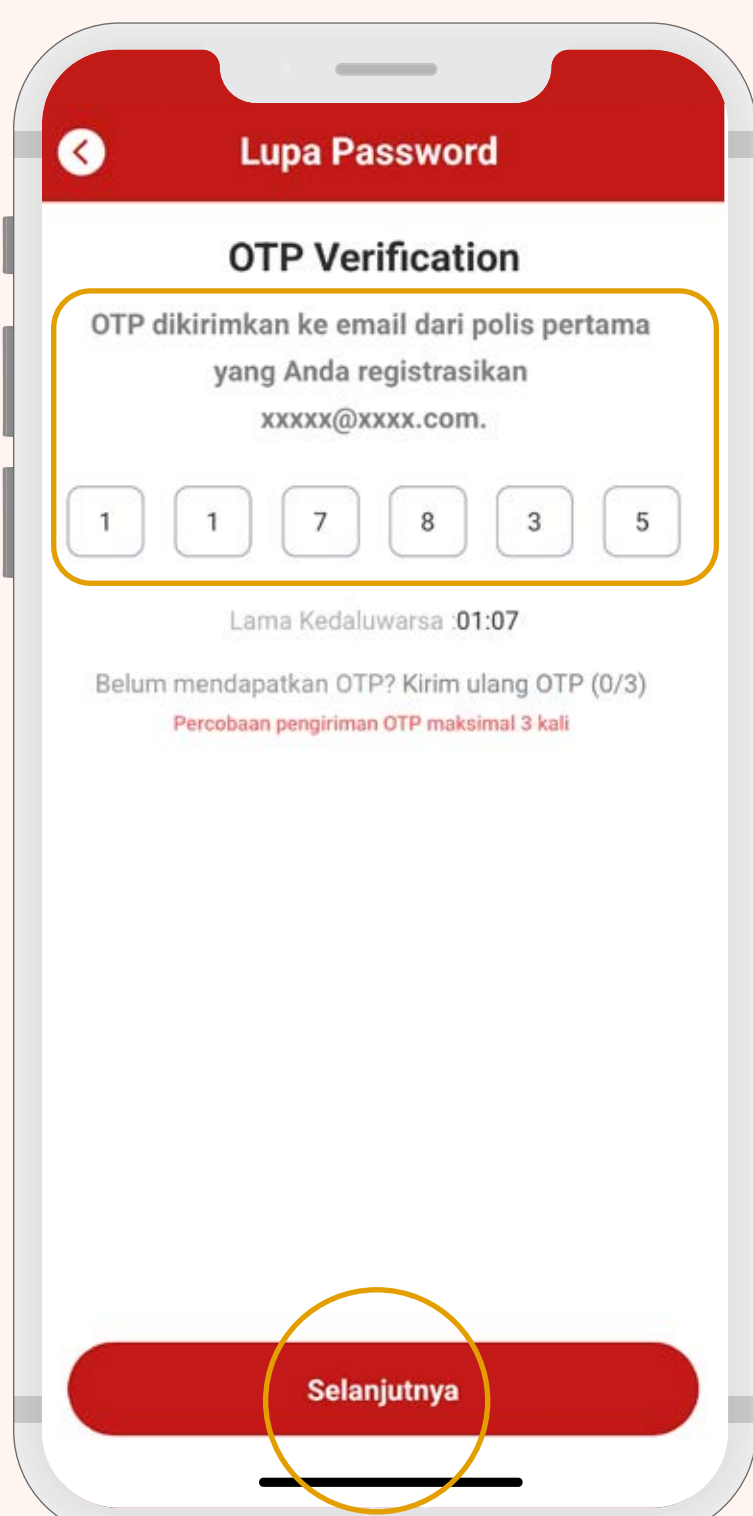 Lupa Password
OTP Verification
OTP dikirimkan ke email dari polis pertama
yang Anda registrasikan
xxxxx@xxxx.com.
1 1 7 8 3 5
Lama Kedaluwarsa :01:07
Belum mendapatkan OTP? Kirim ulang OTP (0/3)
Percobaan pengiriman OTP maksimal 3 kali
Selanjutnya